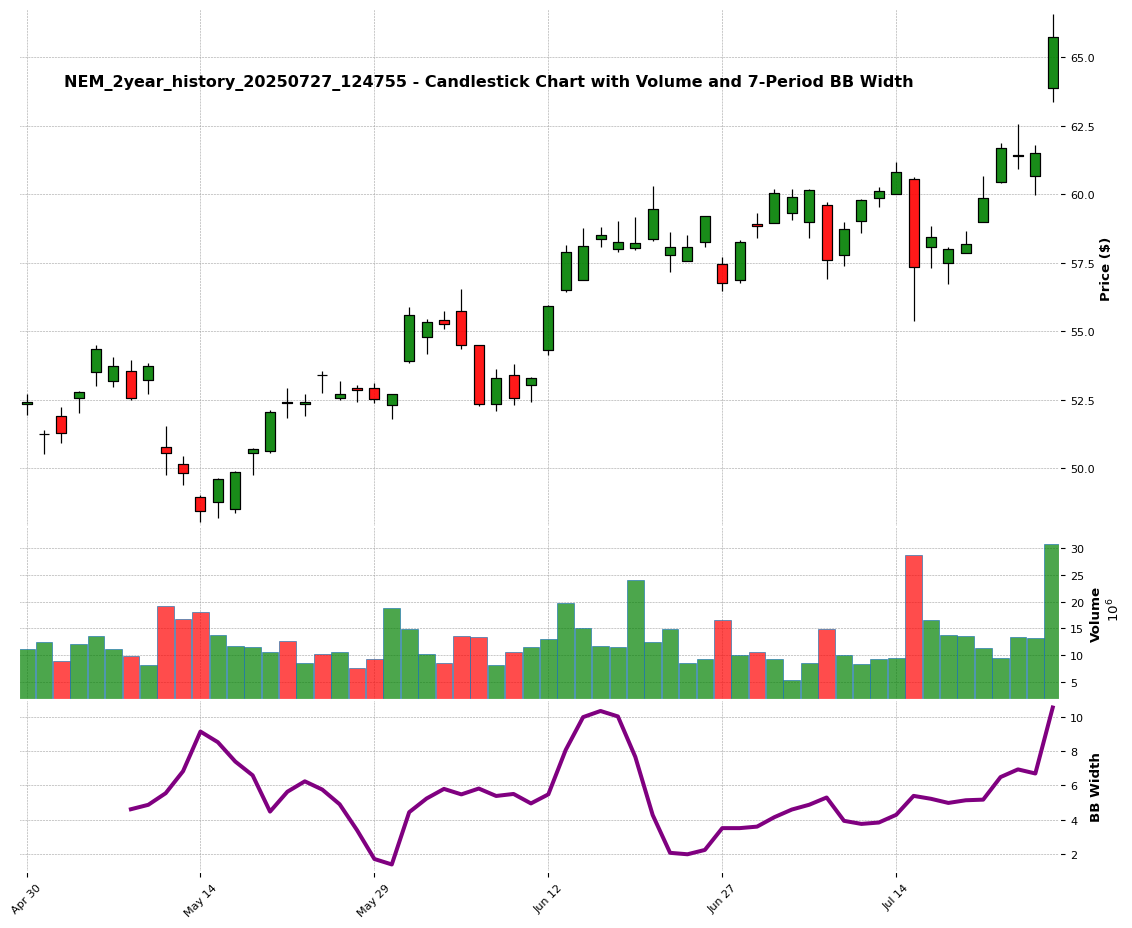 NEM_2year_history_20250727_124755 - Candlestick Chart with Volume and 7-Period BB Width
65.0
62.5
60.0
57.5
55.0
52.5
50.0
Price ($)
30
25
20
15
10
5
Volume
10^6
10
8
6
4
2
BB Width
Apr 30
May 14
May 29
Jun 12
Jun 27
Jul 14